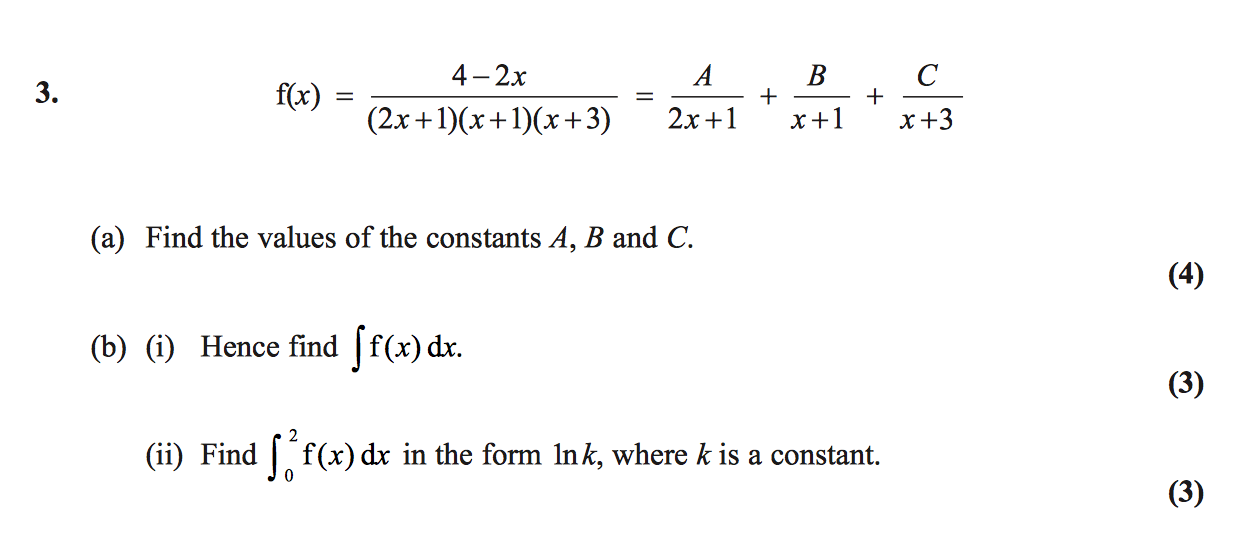 3. f(x) = \frac{4-2x}{(2x+1)(x+1)(x+3)} = \frac{A}{2x+1} + \frac{B}{x+1} + \frac{C}{x+3}
(a) Find the values of the constants A, B and C.
(4)
(b) (i) Hence find ∫ f(x) dx.
(3)
(ii) Find ∫_0^2 f(x) dx in the form ln k, where k is a constant.
(3)